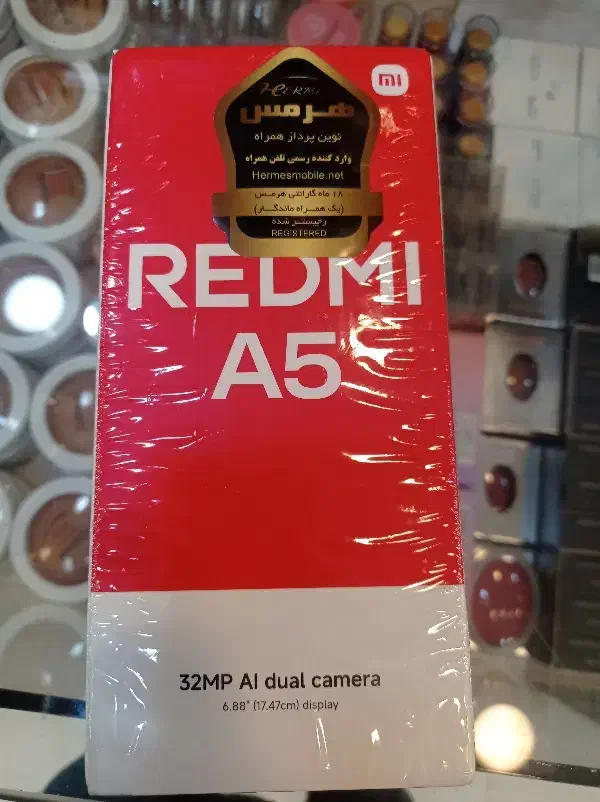 HERMES
هرمس
نوین پرداز همراه
وارد کننده رسمی تلفن همراه
Hermesmobile.net
۱۸ ماه گارانتی هرمس
(یک همراه ماندگار)
رجیستر شده
REGISTERED
mi
REDMI
A5
32MP AI dual camera
6.88" (17.47cm) display